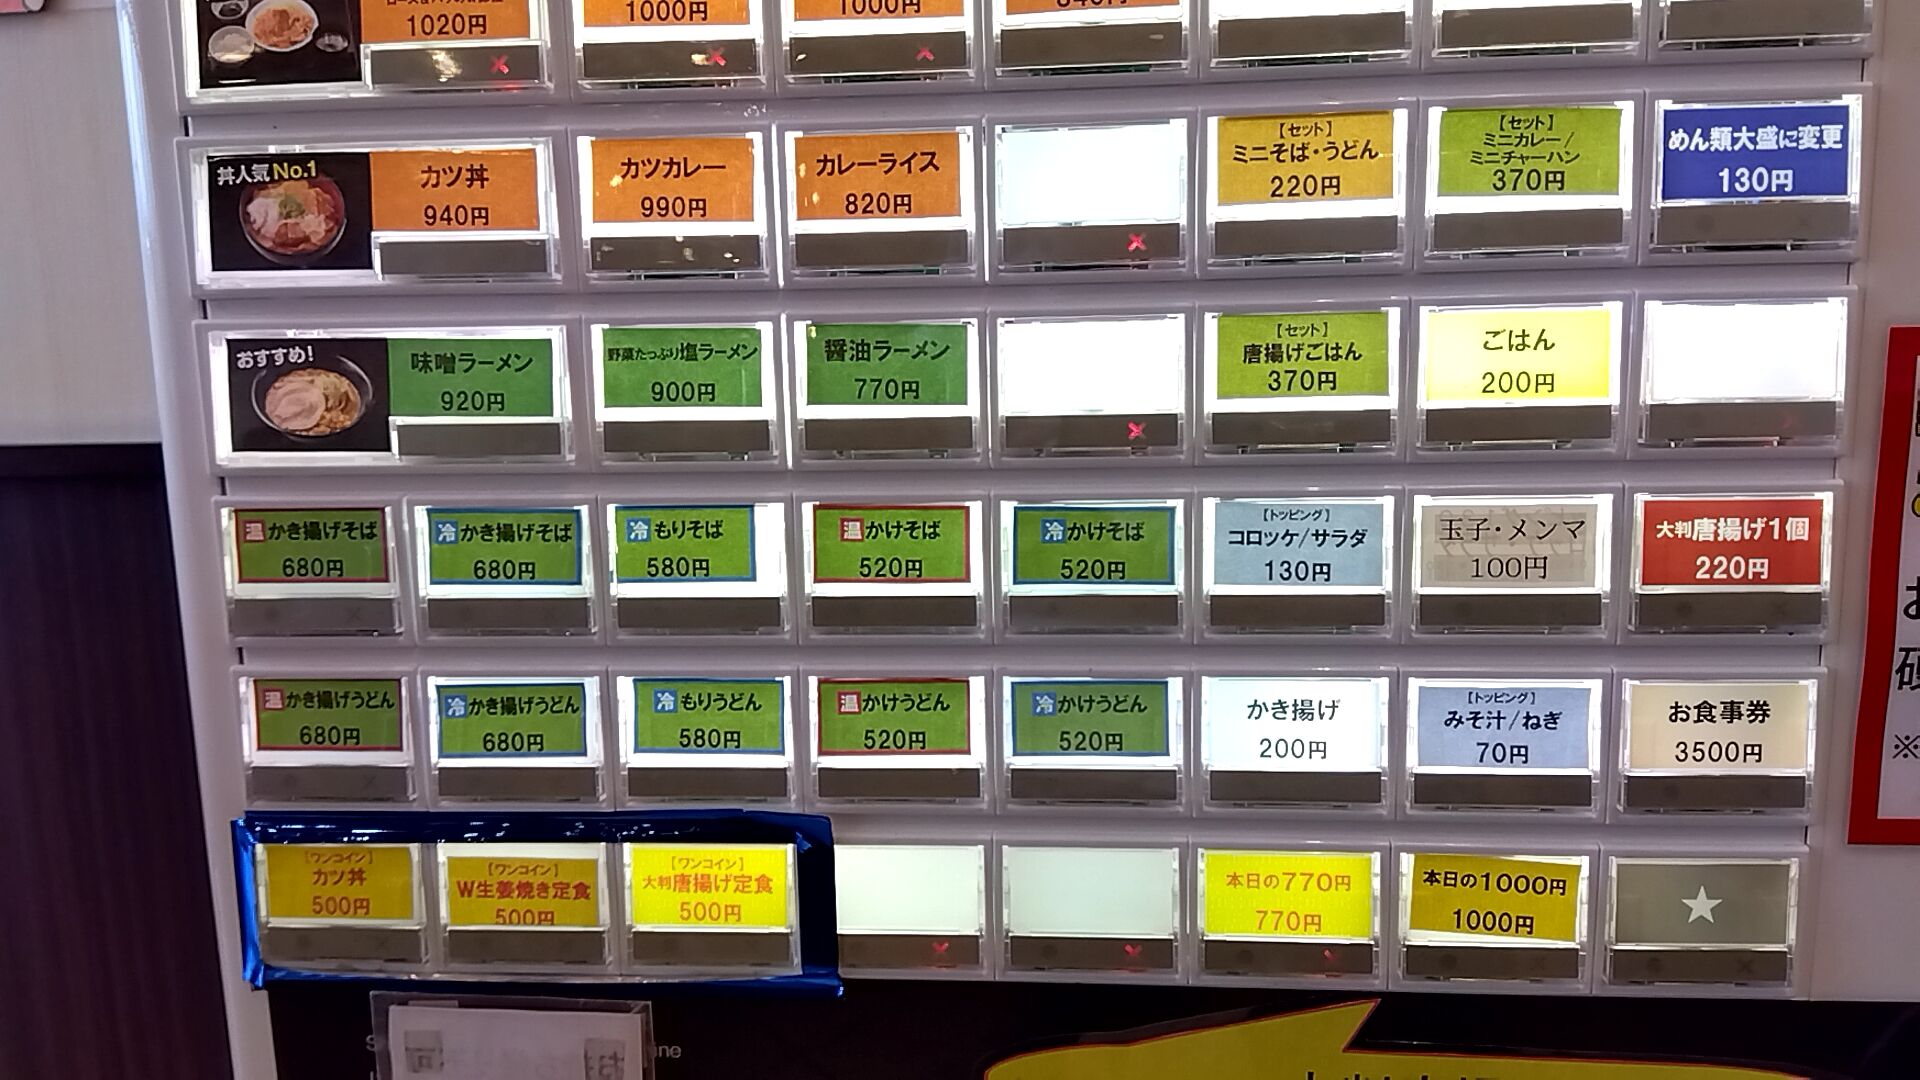 1020円
1000円
1000円
840円
丼人気No.1
カツ丼
940円
カツカレー
990円
カレーライス
820円
【セット】
ミニそば・うどん
220円
【セット】
ミニカレー/
ミニチャーハン
370円
めん類大盛に変更
130円
おすすめ!
味噌ラーメン
920円
野菜たっぷり塩ラーメン
900円
醤油ラーメン
770円
【セット】
唐揚げごはん
370円
ごはん
200円
温かき揚げそば
680円
冷かき揚げそば
680円
冷もりそば
580円
温かけそば
520円
冷かけそば
520円
【トッピング】
コロッケ/サラダ
130円
玉子・メンマ
100円
大判唐揚げ1個
220円
温かき揚げうどん
680円
冷かき揚げうどん
680円
冷もりうどん
580円
温かけうどん
520円
冷かけうどん
520円
かき揚げ
200円
【トッピング】
みそ汁/ねぎ
70円
お食事券
3500円
【ワンコイン】
カツ丼
500円
【ワンコイン】
W生姜焼き定食
500円
【ワンコイン】
大判唐揚げ定食
500円
本日の770円
770円
本日の1000円
1000円
★
※